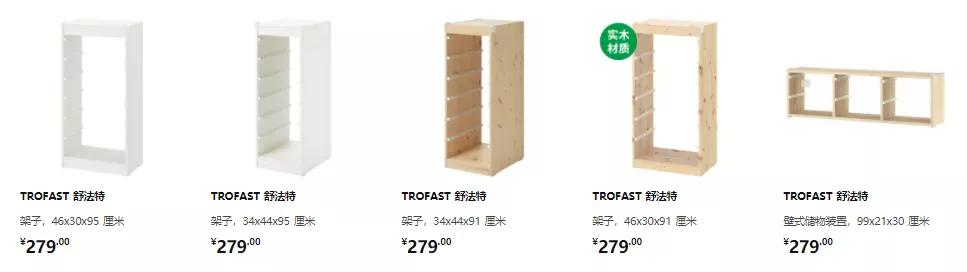 实木
材质
TROFAST 舒法特
架子，46x30x95 厘米
¥279.00
TROFAST 舒法特
架子，34x44x95 厘米
¥279.00
TROFAST 舒法特
架子，34x44x91 厘米
¥279.00
TROFAST 舒法特
架子，46x30x91 厘米
¥279.00
TROFAST 舒法特
壁式储物装置，99x21x30 厘米
¥279.00